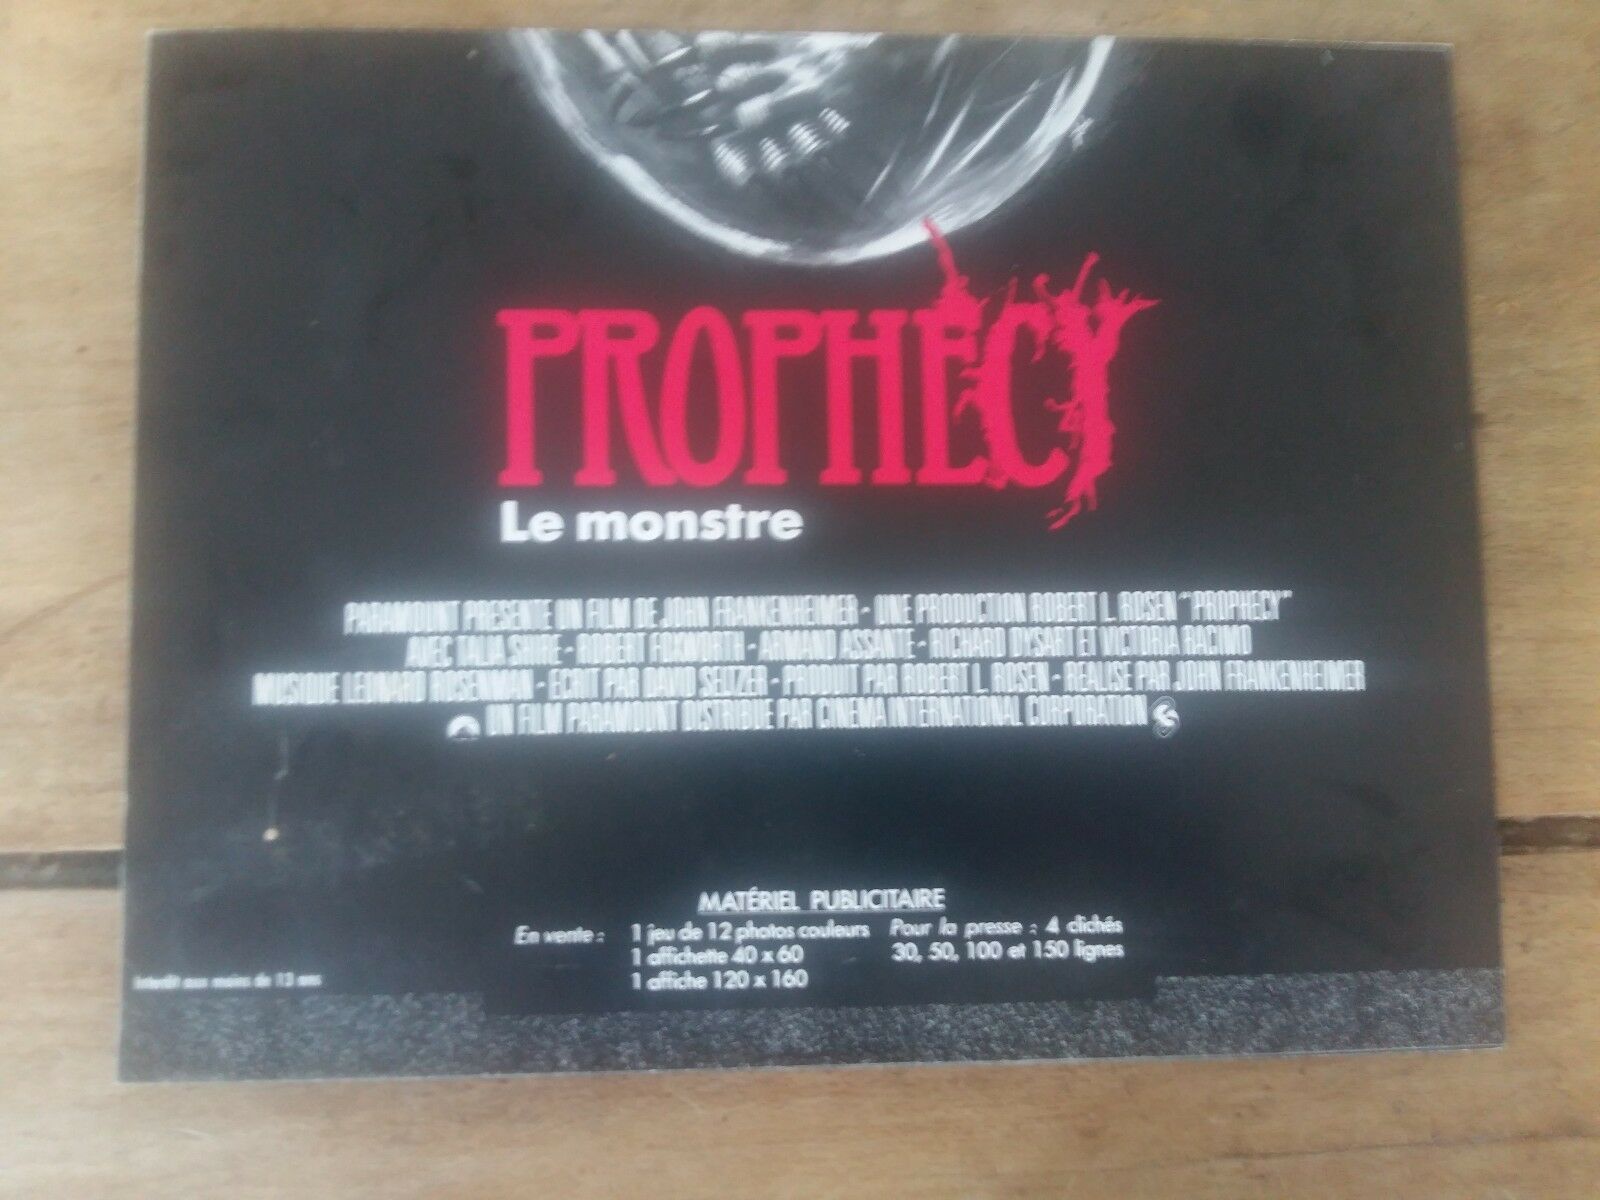 PROPHECY
Le monstre
PARAMOUNT PRESENTE UN FILM DE JOHN FRANKENHEIMER - UNE PRODUCTION ROBERT L. ROSEN "PROPHECY"
AVEC TALIA SHIRE - ROBERT FOXWORTH - ARMAND ASSANTE - RICHARD DYSART ET VICTORIA RACIMO
MUSIQUE LEONARD ROSENMAN - ECRIT PAR DAVID SELTZER - PRODUIT PAR ROBERT L. ROSEN - REALISE PAR JOHN FRANKENHEIMER
UN FILM PARAMOUNT DISTRIBUE PAR CINEMA INTERNATIONAL CORPORATION
MATÉRIEL PUBLICITAIRE
En vente : 1 jeu de 12 photos couleurs Pour la presse : 4 clichés
1 affichette 40 x 60 30, 50, 100 et 150 lignes
1 affiche 120 x 160
Interdit aux moins de 13 ans